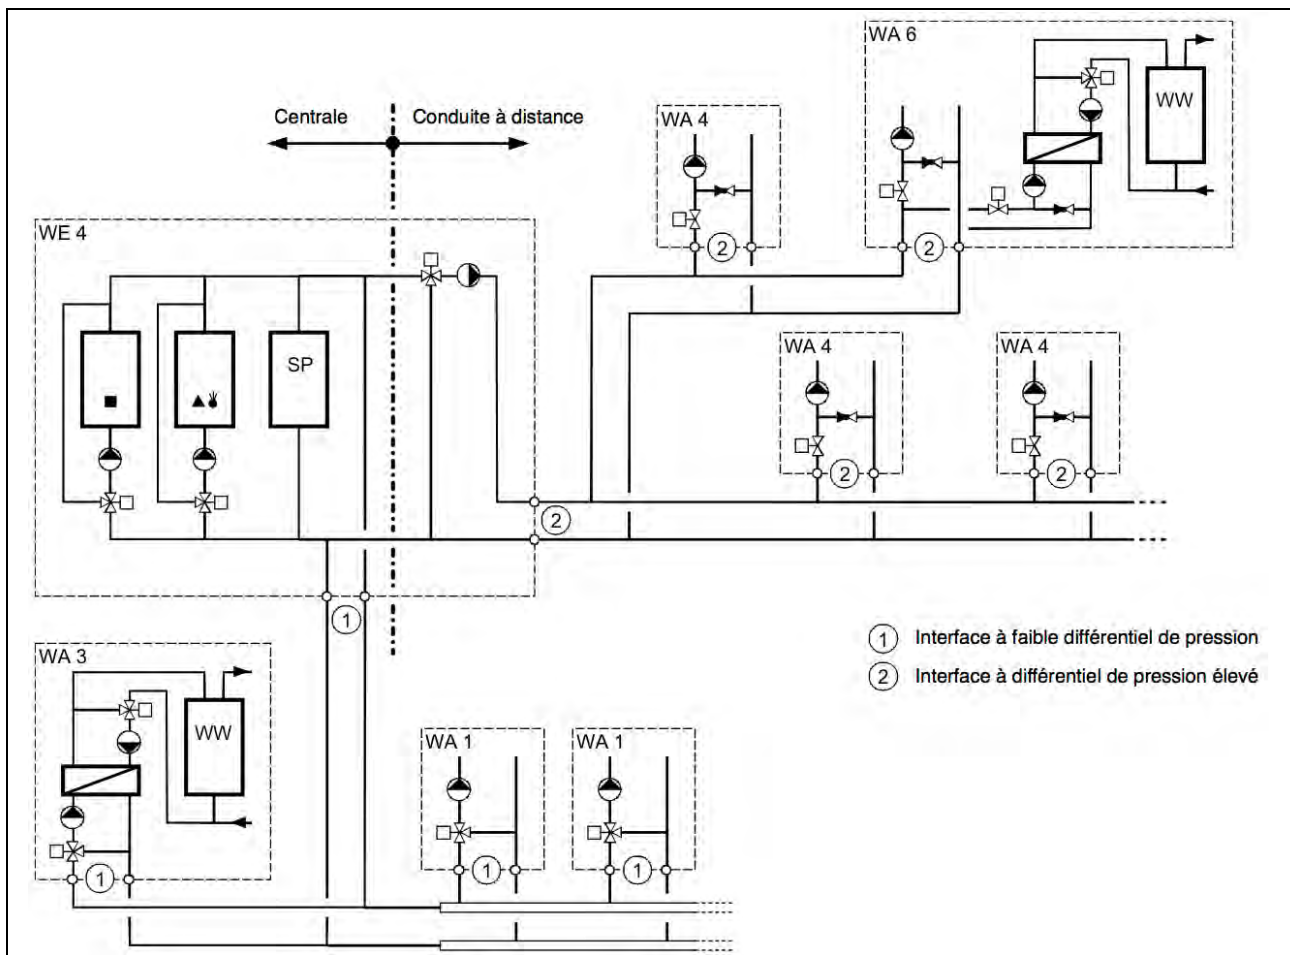 WA 6
WW
Centrale
Conduite à distance
WA 4
2
2
WE 4
SP
WA 4
WA 4
2
2
2
1
1 Interface à faible différentiel de pression
2 Interface à différentiel de pression élevé
WA 3
WW
WA 1
WA 1
1
1
1